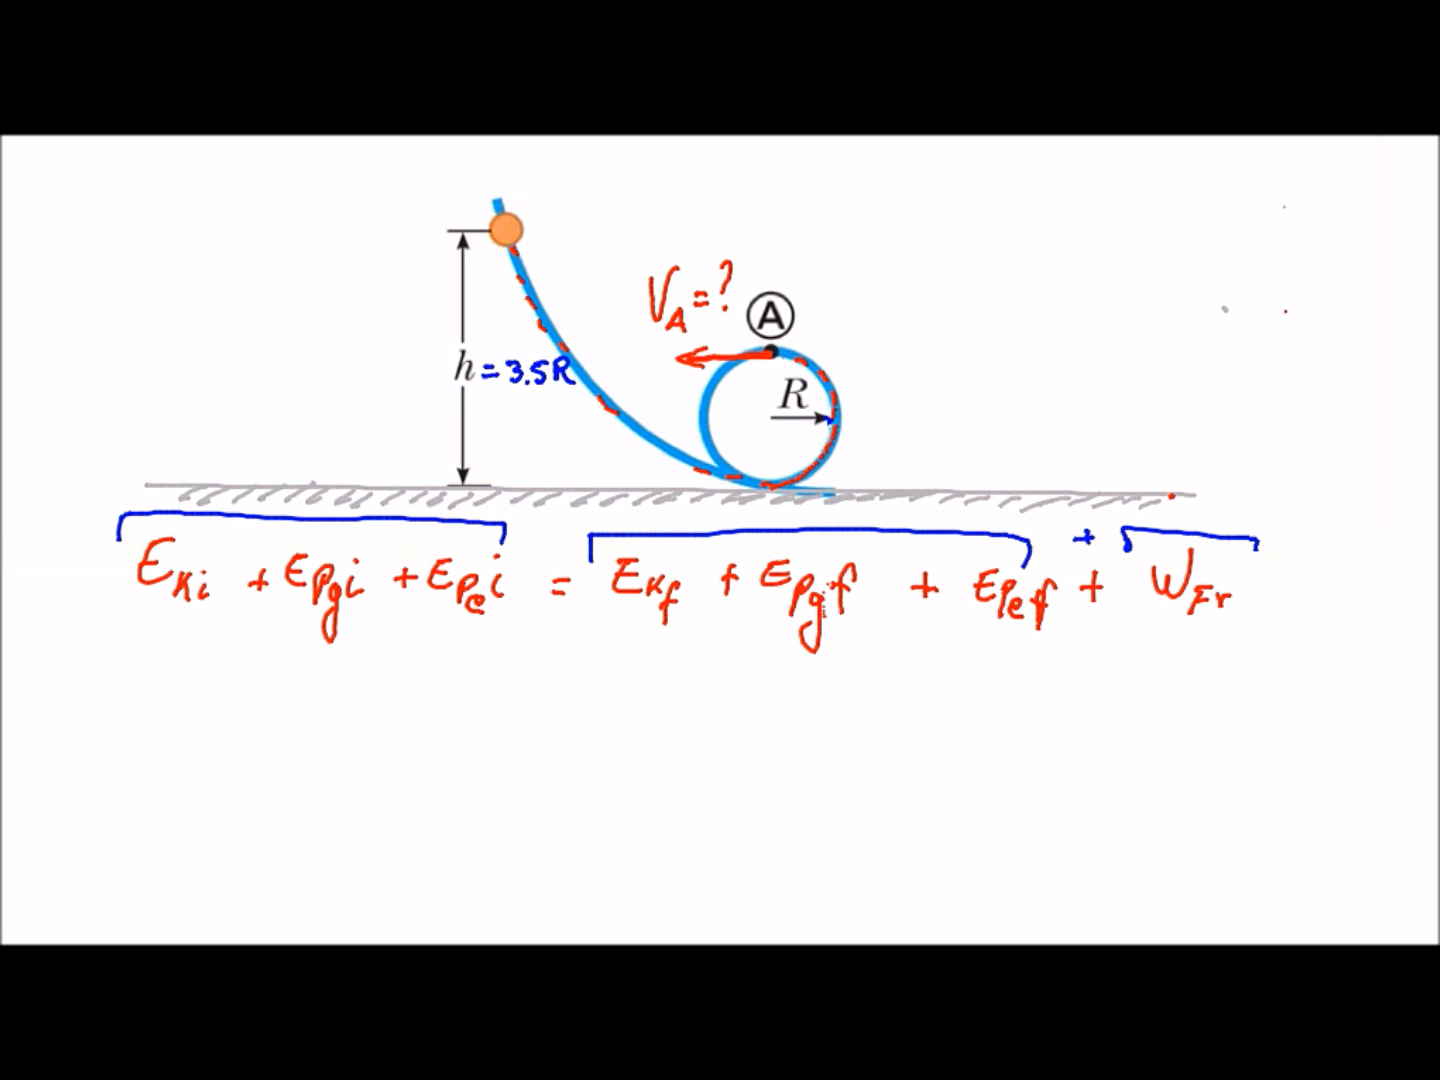 V_A = ?
A
h = 3.5R
R
+
E_Ki + E_Pgi + E_Pei = E_Kf + E_Pgf + E_Pef + W_Fr